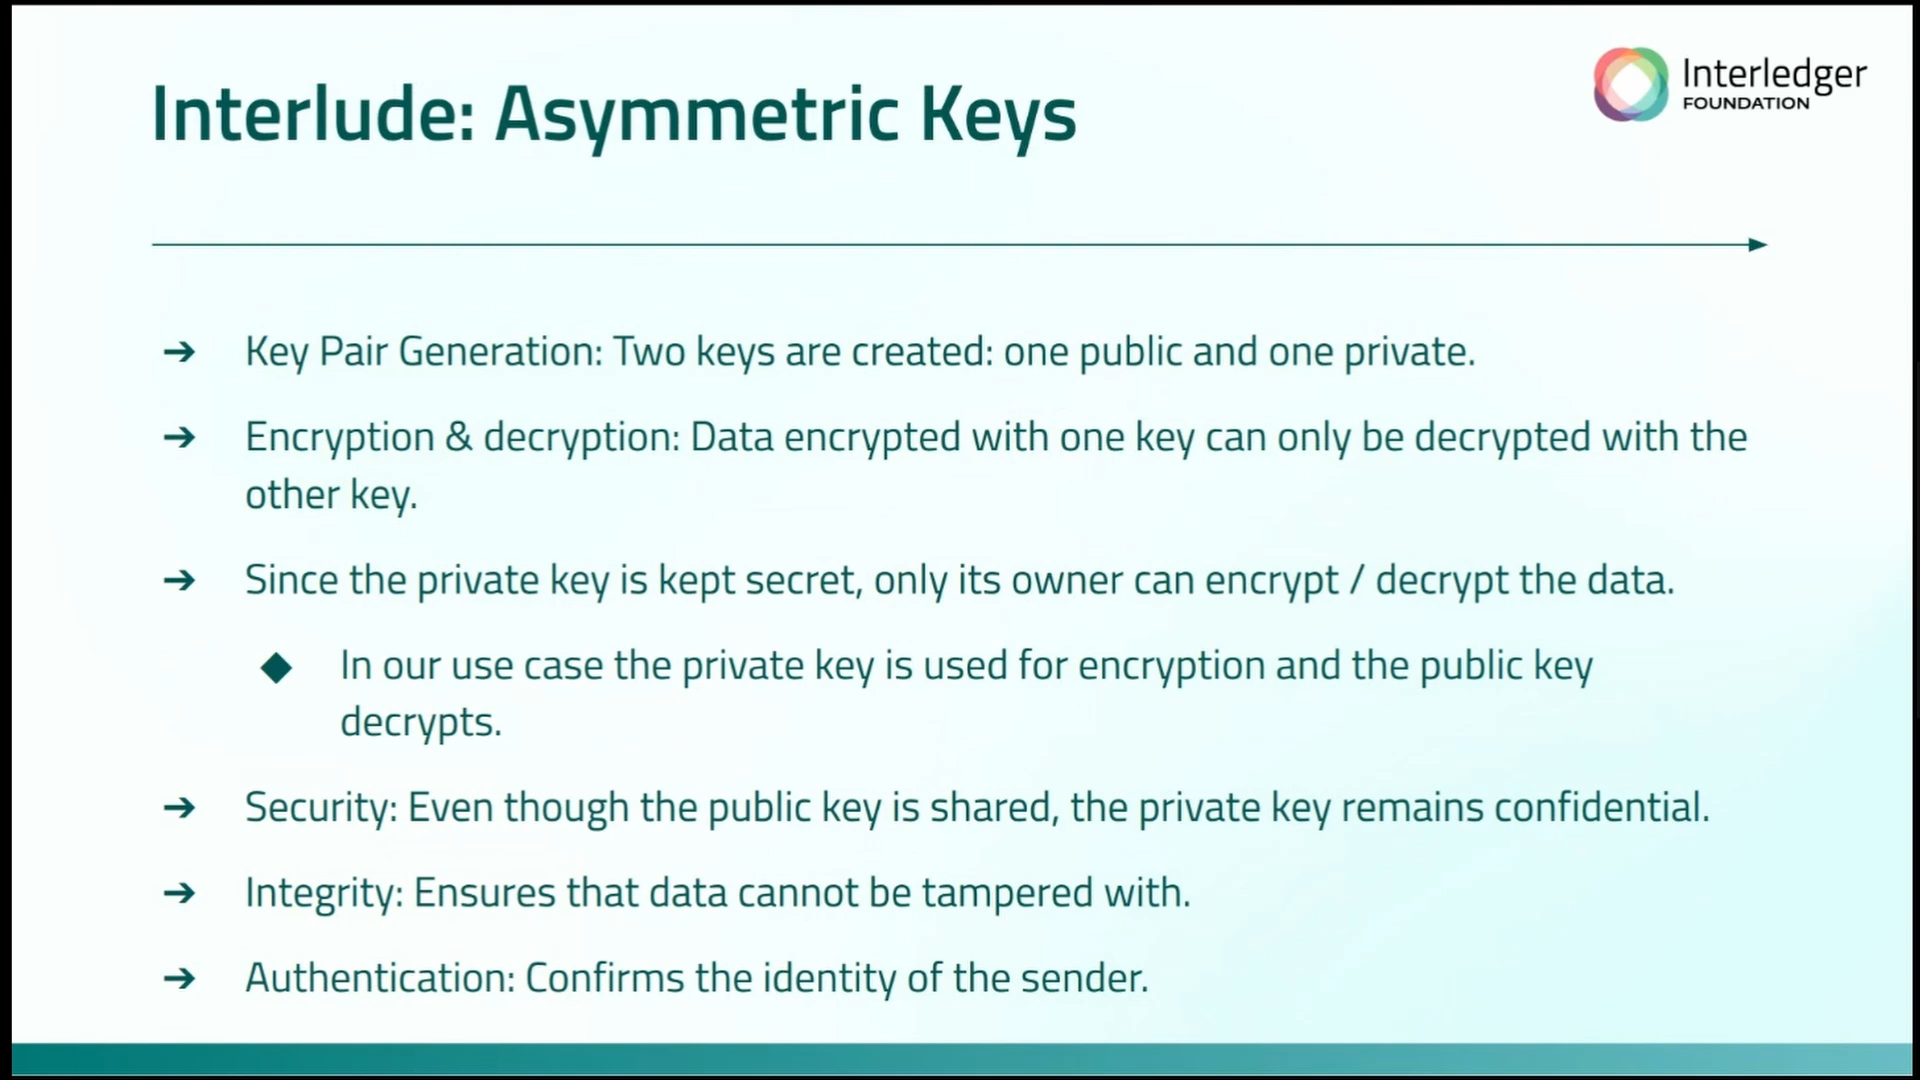 Interlude: Asymmetric Keys
Interledger
FOUNDATION
➔ Key Pair Generation: Two keys are created: one public and one private.
➔ Encryption & decryption: Data encrypted with one key can only be decrypted with the
other key.
➔ Since the private key is kept secret, only its owner can encrypt / decrypt the data.
◆ In our use case the private key is used for encryption and the public key
decrypts.
➔ Security: Even though the public key is shared, the private key remains confidential.
➔ Integrity: Ensures that data cannot be tampered with.
➔ Authentication: Confirms the identity of the sender.